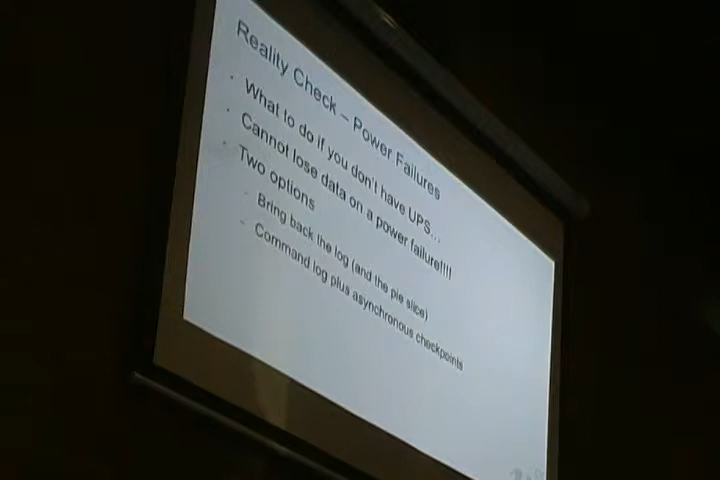 Reality Check – Power Failures
What to do if you don't have UPS...
Cannot lose data on a power failure!!!!
Two options
Bring back the log (and the pie slice)
Command log plus asynchronous checkpoints